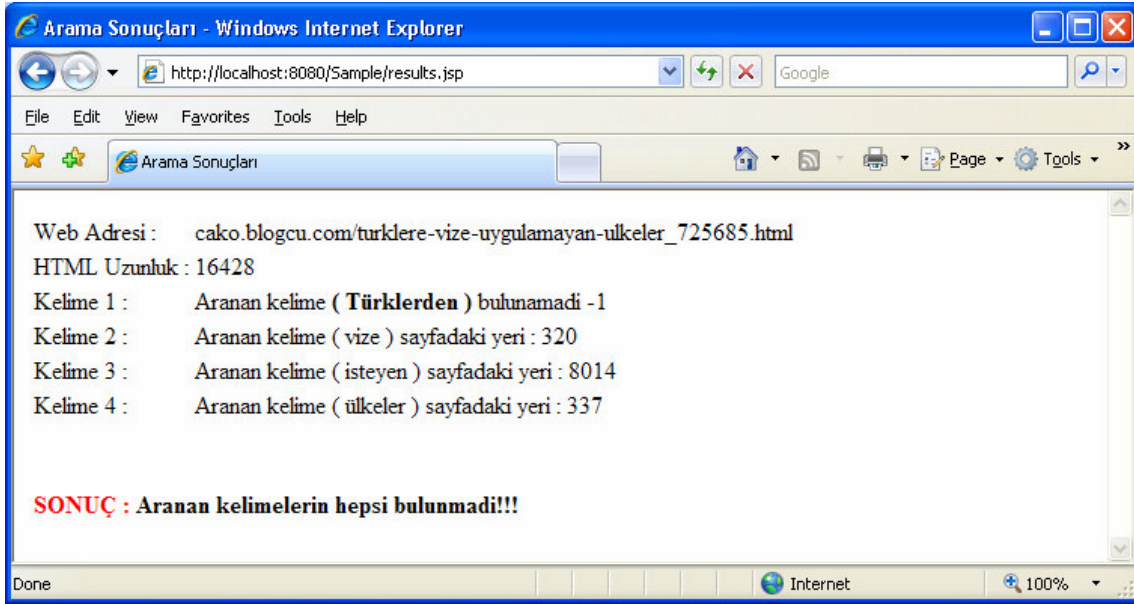 Arama Sonuçları - Windows Internet Explorer
http://localhost:8080/Sample/results.jsp
Google
File Edit View Favorites Tools Help
Arama Sonuçları
Page Tools
Web Adresi : cako.blogcu.com/turklere-vize-uygulamayan-ulkeler_725685.html
HTML Uzunluk : 16428
Kelime 1 : Aranan kelime ( Türklerden ) bulunamadi -1
Kelime 2 : Aranan kelime ( vize ) sayfadaki yeri : 320
Kelime 3 : Aranan kelime ( isteyen ) sayfadaki yeri : 8014
Kelime 4 : Aranan kelime ( ülkeler ) sayfadaki yeri : 337
SONUÇ : Aranan kelimelerin hepsi bulunmadi!!!
Done Internet 100%